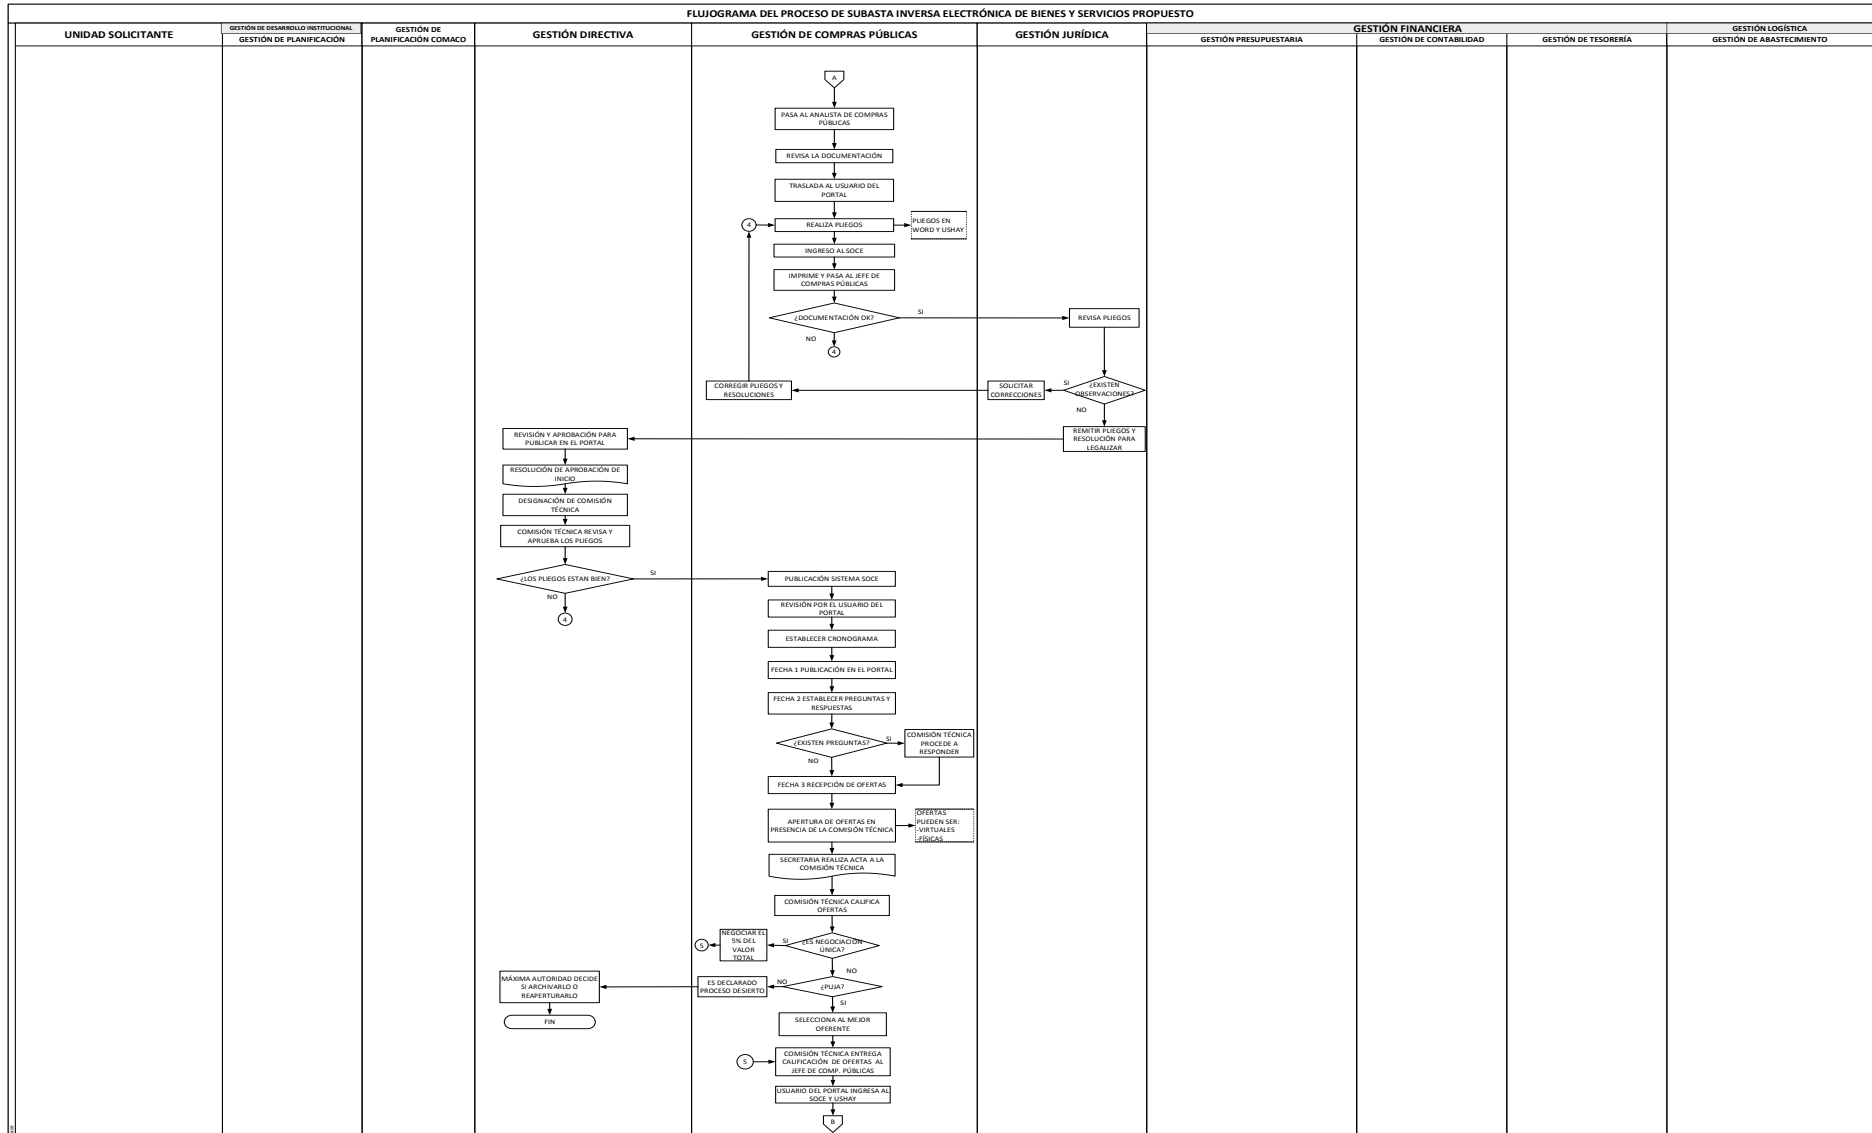 FLUJOGRAMA DEL PROCESO DE SUBASTA INVERSA ELECTRÓNICA DE BIENES Y SERVICIOS PROPUESTO
UNIDAD SOLICITANTE
GESTIÓN DE DESARROLLO INSTITUCIONAL
GESTIÓN DE PLANIFICACIÓN
GESTIÓN DE
PLANIFICACIÓN COMACO
GESTIÓN DIRECTIVA
GESTIÓN DE COMPRAS PÚBLICAS
GESTIÓN JURÍDICA
GESTIÓN FINANCIERA
GESTIÓN PRESUPUESTARIA
GESTIÓN DE CONTABILIDAD
GESTIÓN DE TESORERÍA
GESTIÓN LOGÍSTICA
GESTIÓN DE ABASTECIMIENTO
A
PASA AL ANALISTA DE COMPRAS
PÚBLICAS
REVISA LA DOCUMENTACIÓN
TRASLADA AL USUARIO DEL
PORTAL
4
REALIZA PLIEGOS
PLIEGOS EN
WORD Y USHAY
INGRESO AL SOCE
IMPRIME Y PASA AL JEFE DE
COMPRAS PÚBLICAS
¿DOCUMENTACIÓN OK?
SI
REVISA PLIEGOS
NO
4
CORREGIR PLIEGOS Y
RESOLUCIONES
SOLICITAR
CORRECCIONES
SI
¿EXISTEN
OBSERVACIONES?
NO
REVISIÓN Y APROBACIÓN PARA
PUBLICAR EN EL PORTAL
REMITIR PLIEGOS Y
RESOLUCIÓN PARA
LEGALIZAR
RESOLUCIÓN DE APROBACIÓN DE
INICIO
DESIGNACIÓN DE COMISIÓN
TÉCNICA
COMISIÓN TÉCNICA REVISA Y
APRUEBA LOS PLIEGOS
¿LOS PLIEGOS ESTAN BIEN?
SI
NO
4
PUBLICACIÓN SISTEMA SOCE
REVISIÓN POR EL USUARIO DEL
PORTAL
ESTABLECER CRONOGRAMA
FECHA 1 PUBLICACIÓN EN EL PORTAL
FECHA 2 ESTABLECER PREGUNTAS Y
RESPUESTAS
¿EXISTEN PREGUNTAS?
SI
COMISIÓN TÉCNICA
PROCEDE A
RESPONDER
NO
FECHA 3 RECEPCIÓN DE OFERTAS
APERTURA DE OFERTAS EN
PRESENCIA DE LA COMISIÓN TÉCNICA
OFERTAS
PUEDEN SER:
-VIRTUALES
-FÍSICAS
SECRETARIA REALIZA ACTA A LA
COMISIÓN TÉCNICA
COMISIÓN TÉCNICA CALIFICA
OFERTAS
5
NEGOCIAR EL
5% DEL
VALOR
TOTAL
SI
¿ES NEGOCIACIÓN
ÚNICA?
NO
MÁXIMA AUTORIDAD DECIDE
SI ARCHIVARLO O
REAPERTURARLO
ES DECLARADO
PROCESO DESIERTO
NO
¿PUJA?
SI
FIN
SELECCIONA AL MEJOR
OFERENTE
5
COMISIÓN TÉCNICA ENTREGA
CALIFICACIÓN DE OFERTAS AL
JEFE DE COMP. PÚBLICAS
USUARIO DEL PORTAL INGRESA AL
SOCE Y USHAY
B